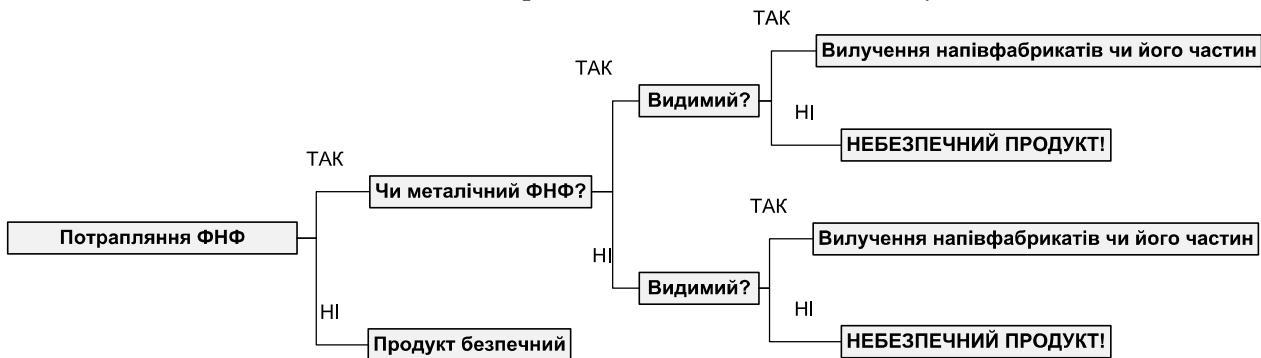 ТАК
Вилучення напівфабрикатів чи його частин
ТАК
Видимий?
НІ
НЕБЕЗПЕЧНИЙ ПРОДУКТ!
ТАК
Чи металічний ФНФ?
ТАК
Потрапляння ФНФ
Вилучення напівфабрикатів чи його частин
НІ
Видимий?
НІ
НІ
Продукт безпечний
НЕБЕЗПЕЧНИЙ ПРОДУКТ!